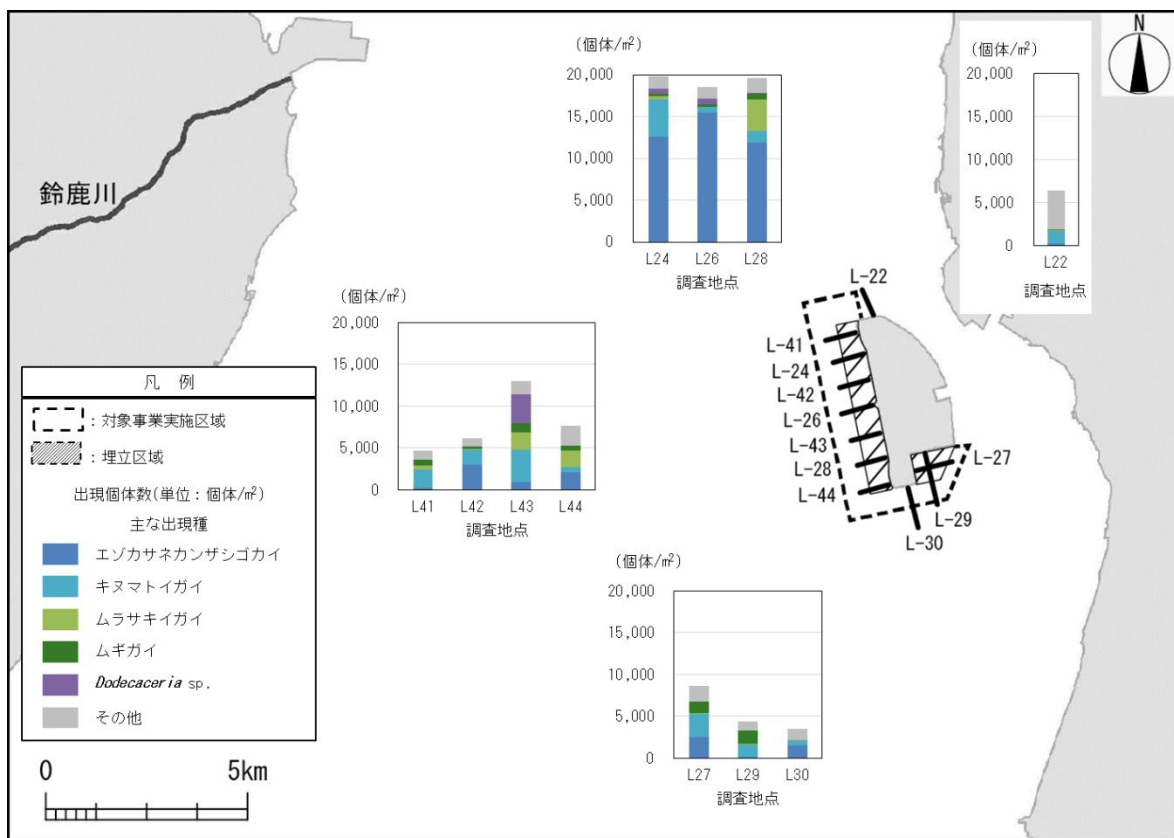 N
鈴鹿川
(個体/㎡)
20,000
15,000
10,000
5,000
0
L24 L26 L28
調査地点
(個体/㎡)
20,000
15,000
10,000
5,000
0
L22
調査地点
(個体/㎡)
20,000
15,000
10,000
5,000
0
L41 L42 L43 L44
調査地点
L-22
L-41
L-24
L-42
L-26
L-43
L-28
L-44
L-27
L-29
L-30
凡 例
:対象事業実施区域
:埋立区域
出現個体数(単位:個体/㎡)
主な出現種
エゾカサネカンザシゴカイ
キヌマトイガイ
ムラサキイガイ
ムギガイ
Dodecaceria sp.
その他
(個体/㎡)
20,000
15,000
10,000
5,000
0
L27 L29 L30
調査地点
0 5km